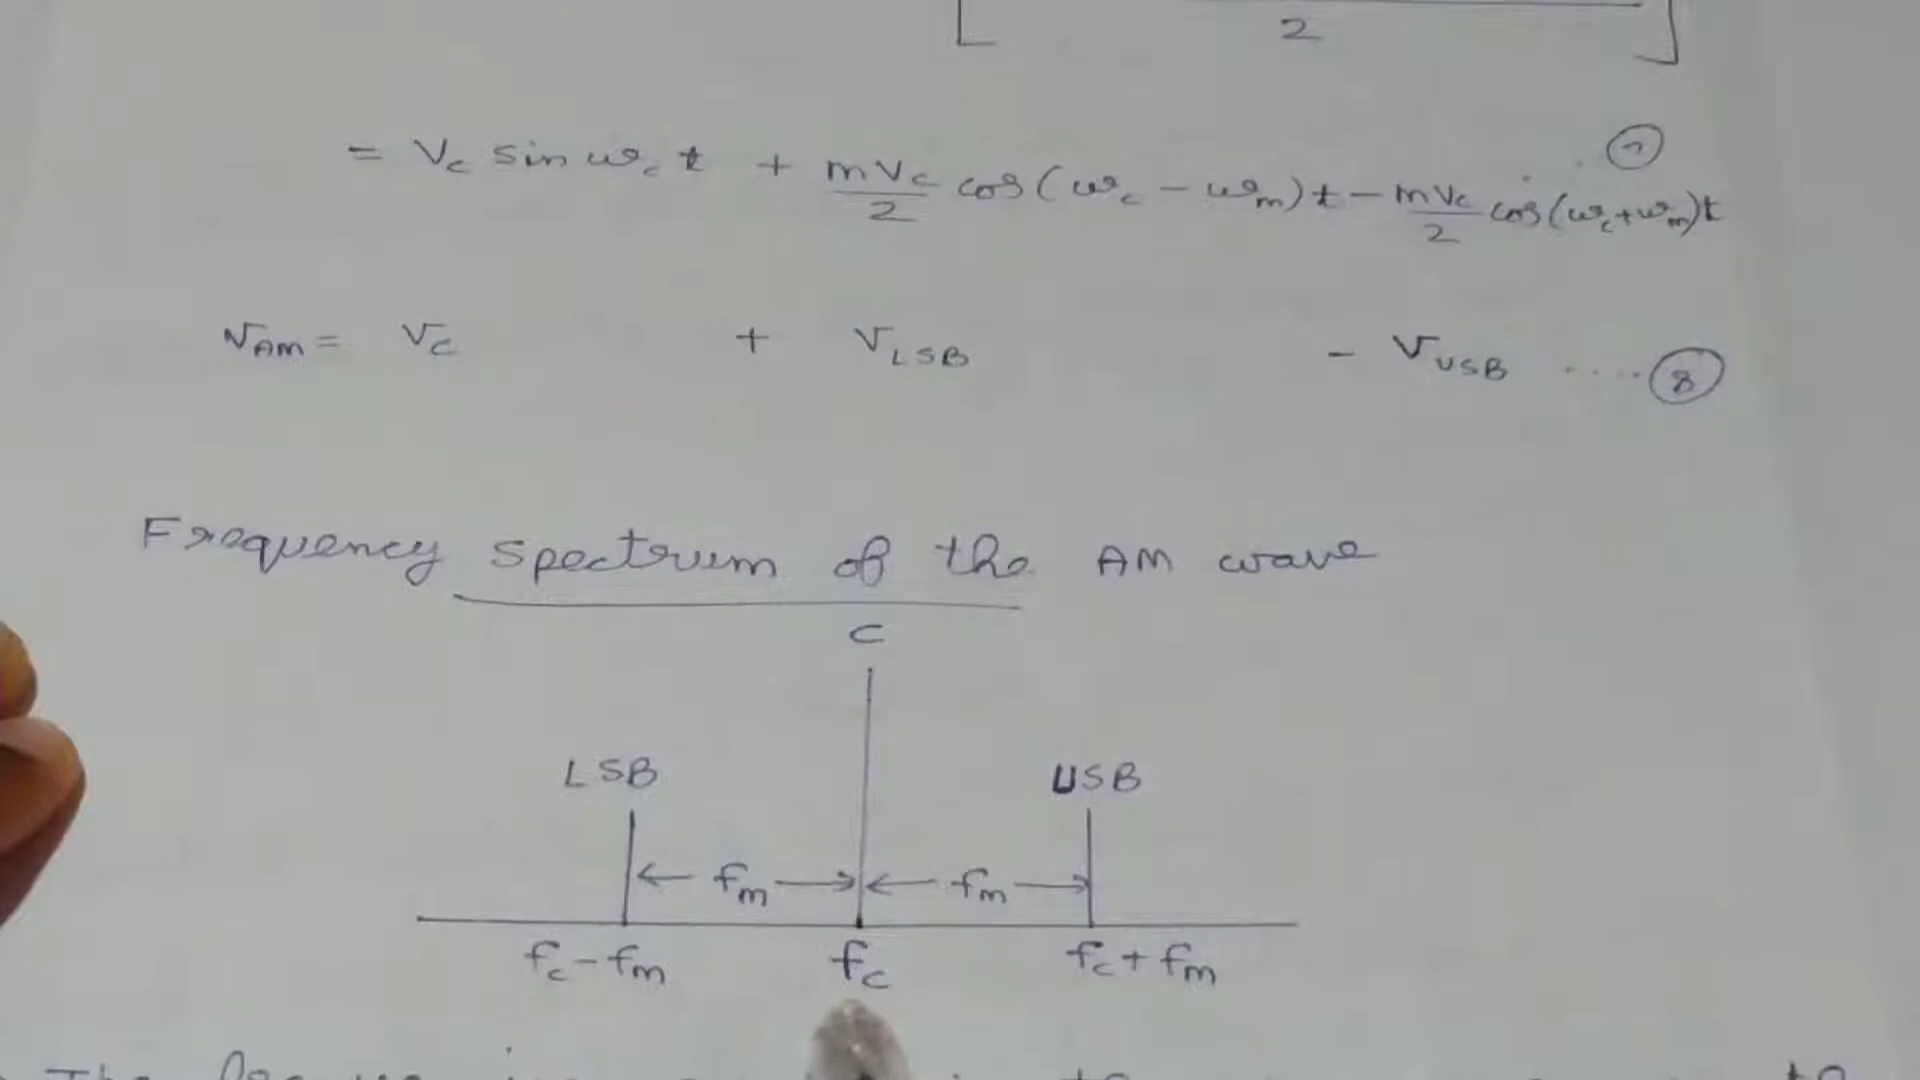 2
= Vc sin ωc t + mVc/2 cos(ωc - ωm)t - mVc/2 cos(ωc+ωm)t 7
VAM = Vc + VLSB - VUSB ....8
Frequency spectrum of the AM wave
C
LSB USB
fm fm
fc-fm fc fc+fm